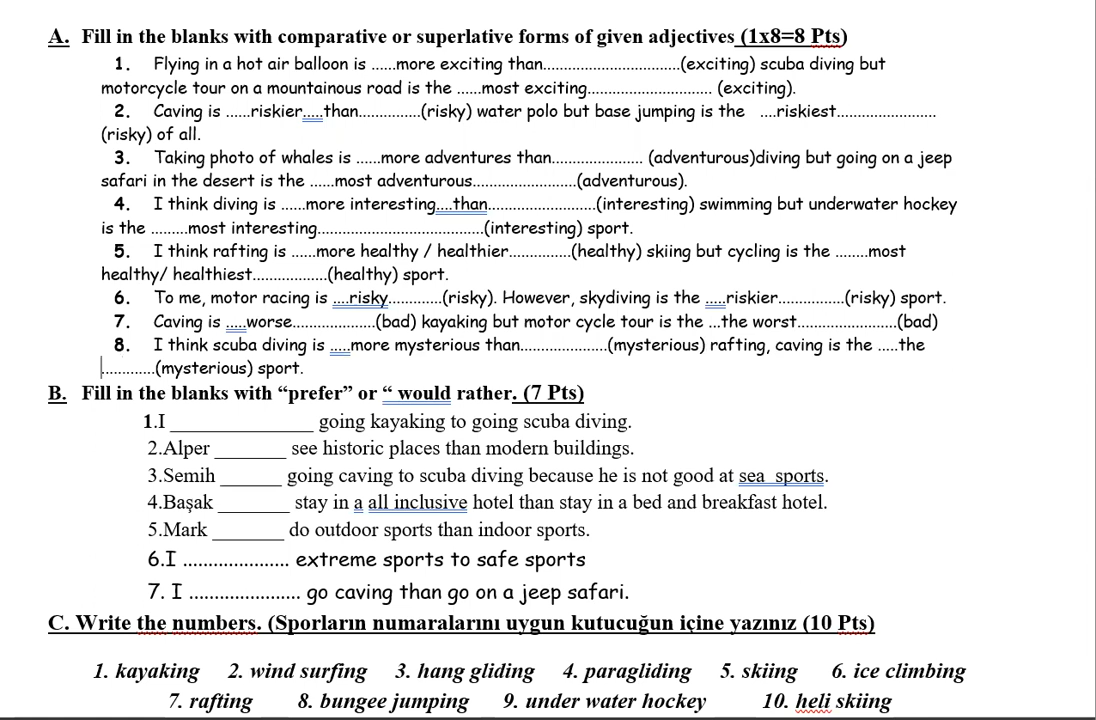 A. Fill in the blanks with comparative or superlative forms of given adjectives (1x8=8 Pts)
1. Flying in a hot air balloon is ......more exciting than.................................(exciting) scuba diving but
motorcycle tour on a mountainous road is the ......most exciting.............................. (exciting).
2. Caving is ......riskier.....than...............(risky) water polo but base jumping is the ....riskiest........................
(risky) of all.
3. Taking photo of whales is ......more adventures than...................... (adventurous)diving but going on a jeep
safari in the desert is the ......most adventurous.........................(adventurous).
4. I think diving is ......more interesting....than..........................(interesting) swimming but underwater hockey
is the .........most interesting........................................(interesting) sport.
5. I think rafting is ......more healthy / healthier...............(healthy) skiing but cycling is the ........most
healthy/ healthiest..................(healthy) sport.
6. To me, motor racing is ....risky.............(risky). However, skydiving is the .....riskier................(risky) sport.
7. Caving is .....worse....................(bad) kayaking but motor cycle tour is the ...the worst........................(bad)
8. I think scuba diving is .....more mysterious than.....................(mysterious) rafting, caving is the .....the
.............(mysterious) sport.
B. Fill in the blanks with “prefer” or “ would rather. (7 Pts)
1.I ______________ going kayaking to going scuba diving.
2.Alper _______ see historic places than modern buildings.
3.Semih ______ going caving to scuba diving because he is not good at sea sports.
4.Başak _______ stay in a all inclusive hotel than stay in a bed and breakfast hotel.
5.Mark _______ do outdoor sports than indoor sports.
6.I ..................... extreme sports to safe sports
7. I ...................... go caving than go on a jeep safari.
C. Write the numbers. (Sporların numaralarını uygun kutucuğun içine yazınız (10 Pts)
1. kayaking 2. wind surfing 3. hang gliding 4. paragliding 5. skiing 6. ice climbing
7. rafting 8. bungee jumping 9. under water hockey 10. heli skiing